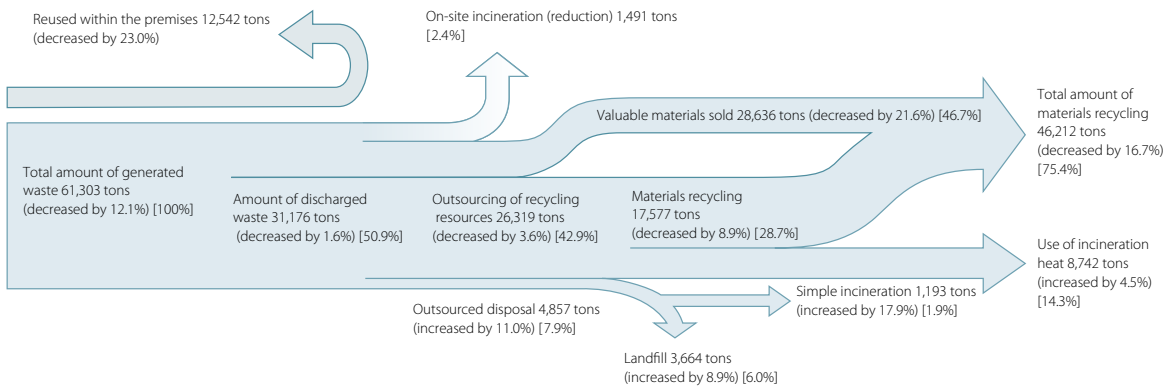 Reused within the premises 12,542 tons
(decreased by 23.0%)
On-site incineration (reduction) 1,491 tons
[2.4%]
Valuable materials sold 28,636 tons (decreased by 21.6%) [46.7%]
Total amount of
materials recycling
46,212 tons
(decreased by 16.7%)
[75.4%]
Total amount of generated
waste 61,303 tons
(decreased by 12.1%) [100%]
Amount of discharged
waste 31,176 tons
(decreased by 1.6%) [50.9%]
Outsourcing of recycling
resources 26,319 tons
(decreased by 3.6%) [42.9%]
Materials recycling
17,577 tons
(decreased by 8.9%) [28.7%]
Use of incineration
heat 8,742 tons
(increased by 4.5%)
[14.3%]
Outsourced disposal 4,857 tons
(increased by 11.0%) [7.9%]
Simple incineration 1,193 tons
(increased by 17.9%) [1.9%]
Landfill 3,664 tons
(increased by 8.9%) [6.0%]